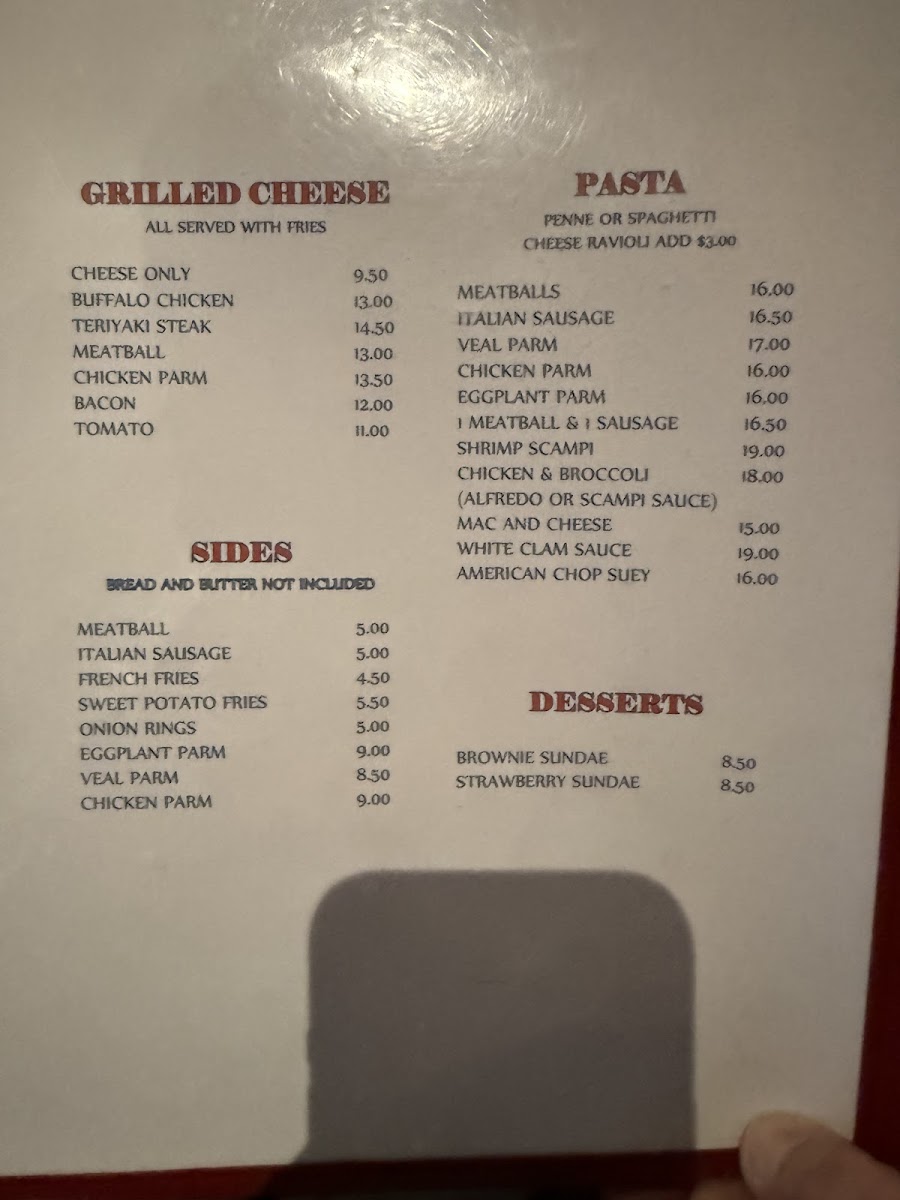 GRILLED CHEESE
ALL SERVED WITH FRIES
CHEESE ONLY 9.50
BUFFALO CHICKEN 13.00
TERIYAKI STEAK 14.50
MEATBALL 13.00
CHICKEN PARM 13.50
BACON 12.00
TOMATO 11.00
SIDES
BREAD AND BUTTER NOT INCLUDED
MEATBALL 5.00
ITALIAN SAUSAGE 5.00
FRENCH FRIES 4.50
SWEET POTATO FRIES 5.50
ONION RINGS 5.00
EGGPLANT PARM 9.00
VEAL PARM 8.50
CHICKEN PARM 9.00
PASTA
PENNE OR SPAGHETTI
CHEESE RAVIOLI ADD $3.00
MEATBALLS 16.00
ITALIAN SAUSAGE 16.50
VEAL PARM 17.00
CHICKEN PARM 16.00
EGGPLANT PARM 16.00
1 MEATBALL & 1 SAUSAGE 16.50
SHRIMP SCAMPI 19.00
CHICKEN & BROCCOLI 18.00
(ALFREDO OR SCAMPI SAUCE)
MAC AND CHEESE 15.00
WHITE CLAM SAUCE 19.00
AMERICAN CHOP SUEY 16.00
DESSERTS
BROWNIE SUNDAE 8.50
STRAWBERRY SUNDAE 8.50